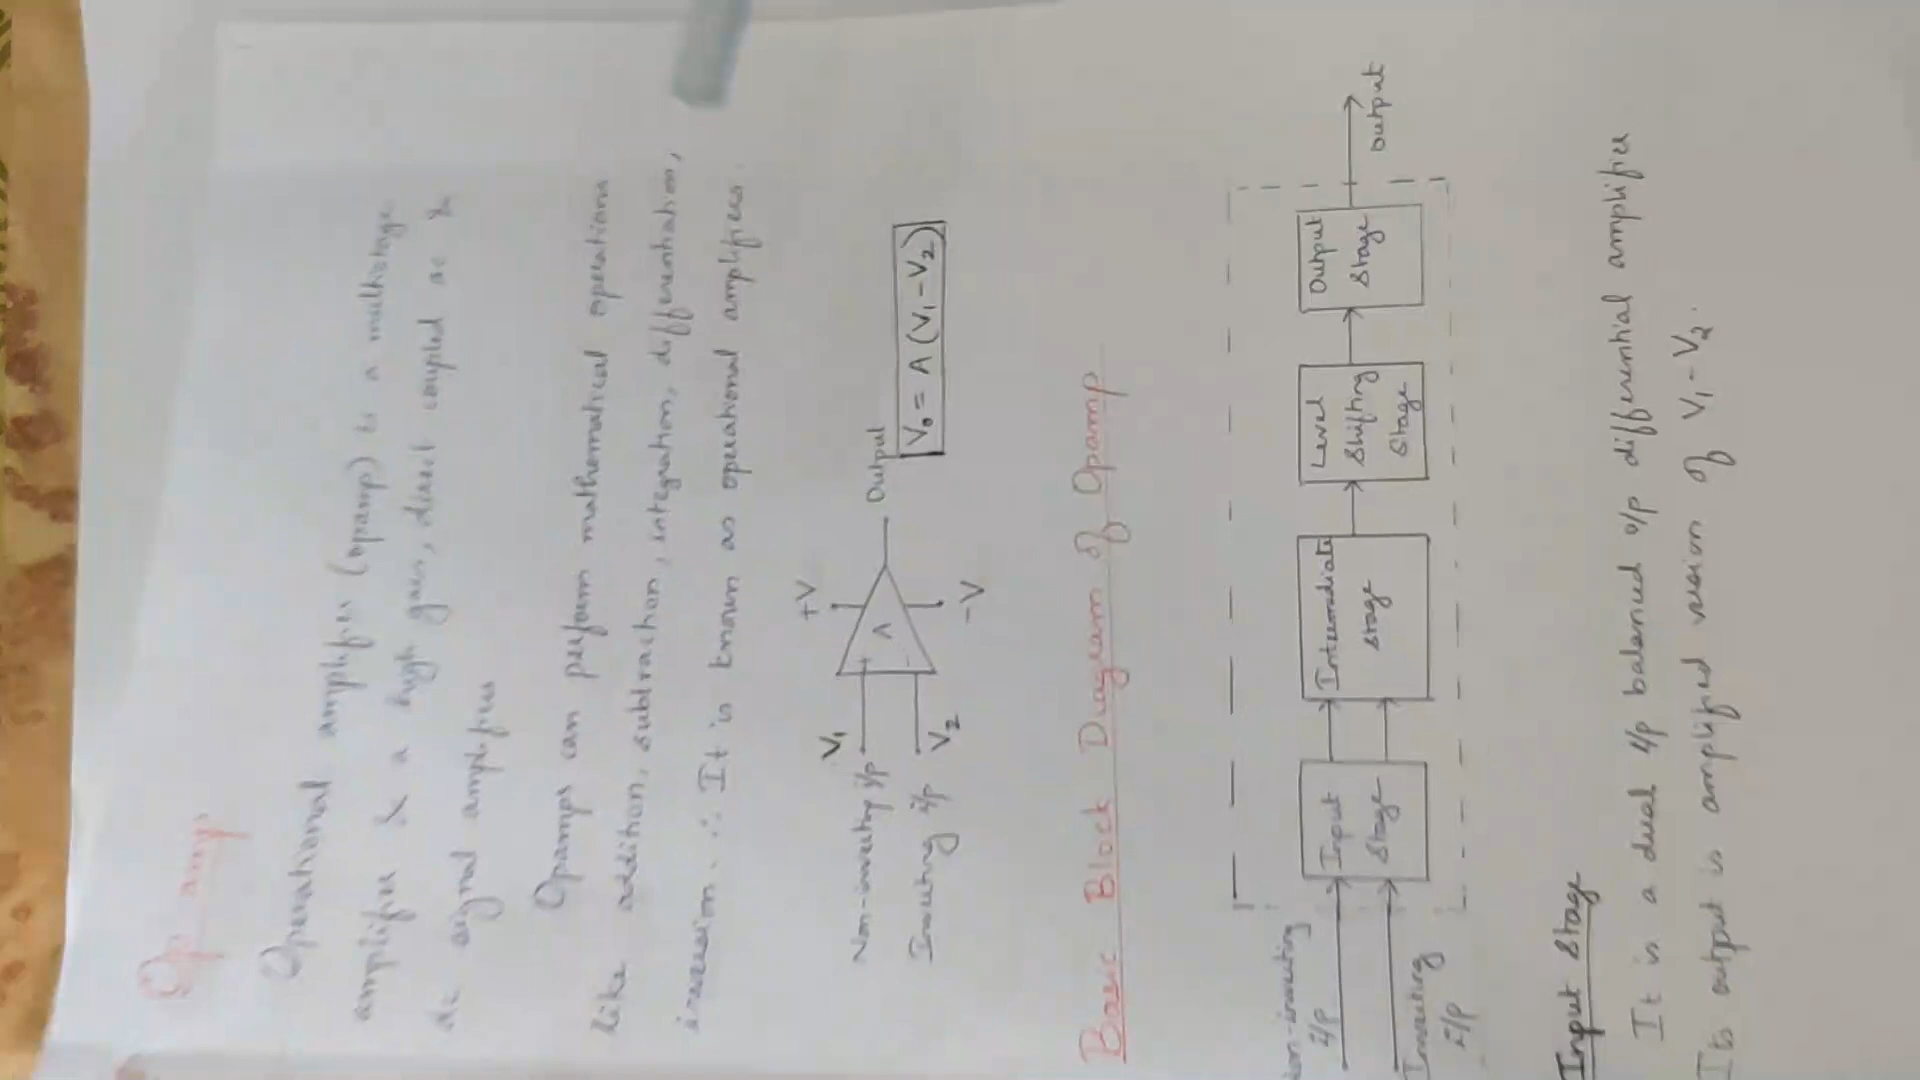 Op amp
Operational amplifier (opamp) is a multistage
amplifier & a high gain, direct coupled ac &
dc signal amplifier
Opamps can perform mathematical operations
like addition, subtraction, integration, differentiation,
inversion. ∴ It is known as operational amplifier.
+V
V₁
Non-inverting i/p
A
Output
V₀ = A (V₁ - V₂)
Inverting i/p
V₂
-V
Basic Block Diagram of Opamp
Non-inverting
i/p
Input
Stage
Intermediate
Stage
Level
Shifting
Stage
Output
Stage
Output
Inverting
i/p
Input Stage
It is a dual i/p balanced o/p differential amplifier
Its output is amplified version of V₁ - V₂.